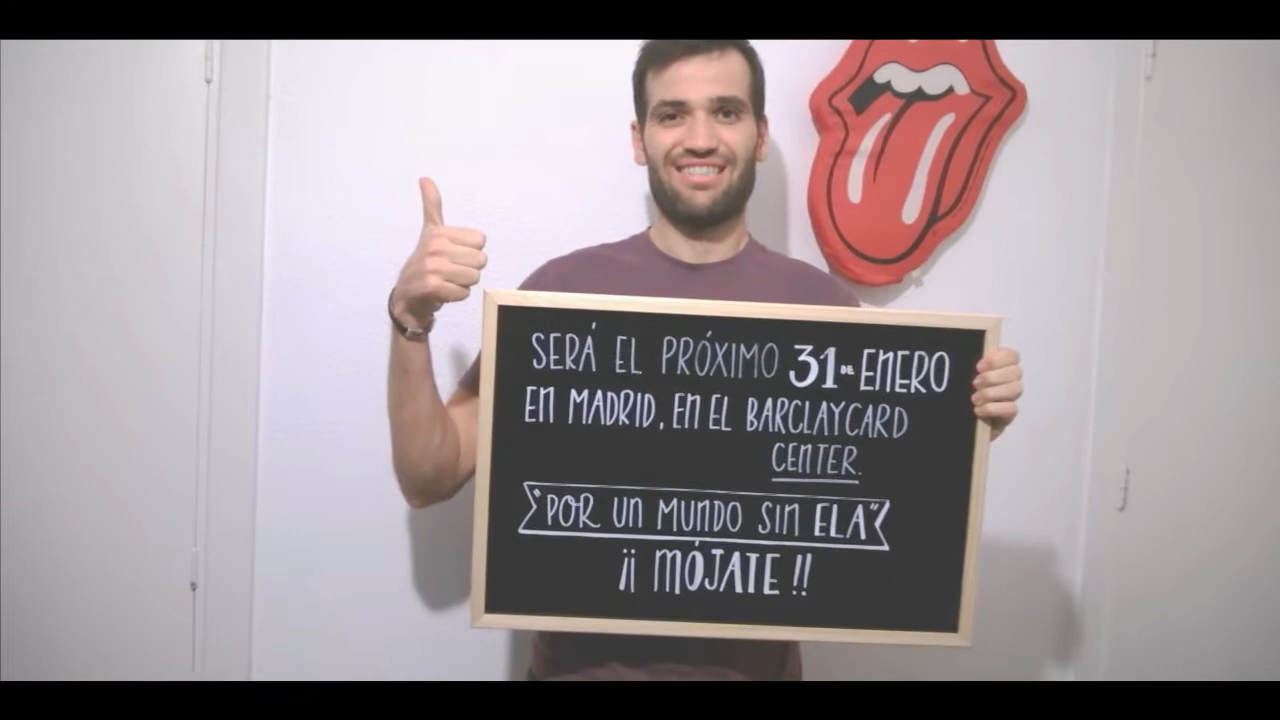 SERÁ EL PRÓXIMO 31 DE ENERO
EN MADRID, EN EL BARCLAYCARD
CENTER.
"POR UN MUNDO SIN ELA"
¡¡ MÓJATE !!